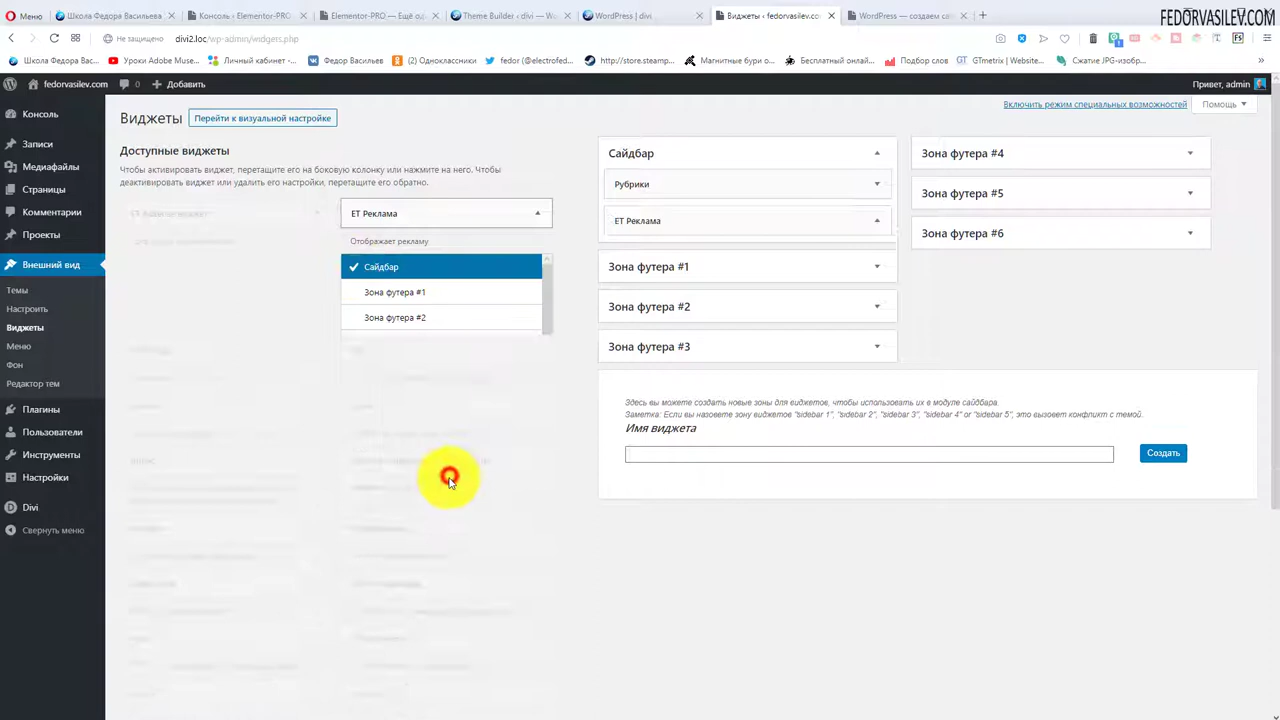 FEDORVASILEV.COM
Меню
Школа Федора Васильева
Консоль ‹ Elementor-PRO
Elementor-PRO — Ещё од
Theme Builder ‹ divi — W
WordPress | divi
Виджеты ‹ fedorvasilev.co
WordPress — создаем са
Не защищено
divi2.loc/wp-admin/widgets.php
Школа Федора Ва...
Уроки Adobe Muse...
Личный кабинет -...
Федор Васильев
(2) Одноклассники
fedor (@electrofed...
http://store.steamp...
Магнитные бури о...
Бесплатный онлай...
Подбор слов
GTmetrix | Website...
Сжатие JPG-изобр...
fedorvasilev.com
0
Добавить
Привет, admin
Консоль
Записи
Медиафайлы
Страницы
Комментарии
Проекты
Внешний вид
Темы
Настроить
Виджеты
Меню
Фон
Редактор тем
Плагины
Пользователи
Инструменты
Настройки
Divi
Свернуть меню
Включить режим специальных возможностей
Помощь
Виджеты
Перейти к визуальной настройке
Доступные виджеты
Чтобы активировать виджет, перетащите его на боковую колонку или нажмите на него. Чтобы
деактивировать виджет или удалить его настройки, перетащите его обратно.
ET Реклама
Отображает рекламу
Сайдбар
Зона футера #1
Зона футера #2
Сайдбар
Рубрики
ET Реклама
Зона футера #1
Зона футера #2
Зона футера #3
Зона футера #4
Зона футера #5
Зона футера #6
Здесь вы можете создать новые зоны для виджетов, чтобы использовать их в модуле сайдбара.
Заметка: Если вы назовете зону виджетов "sidebar 1", "sidebar 2", "sidebar 3", "sidebar 4" or "sidebar 5", это вызовет конфликт с темой.
Имя виджета
Создать